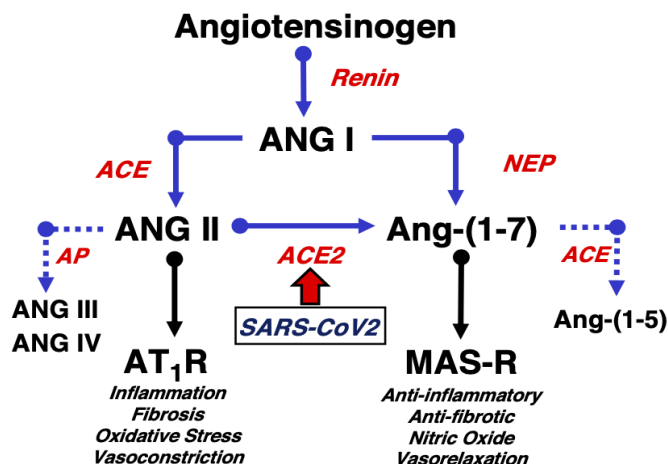 Angiotensinogen
Renin
ANG I
ACE
NEP
ANG II
Ang-(1-7)
AP
ACE2
ACE
ANG III
ANG IV
SARS-CoV2
Ang-(1-5)
AT₁R
MAS-R
Inflammation
Fibrosis
Oxidative Stress
Vasoconstriction
Anti-inflammatory
Anti-fibrotic
Nitric Oxide
Vasorelaxation